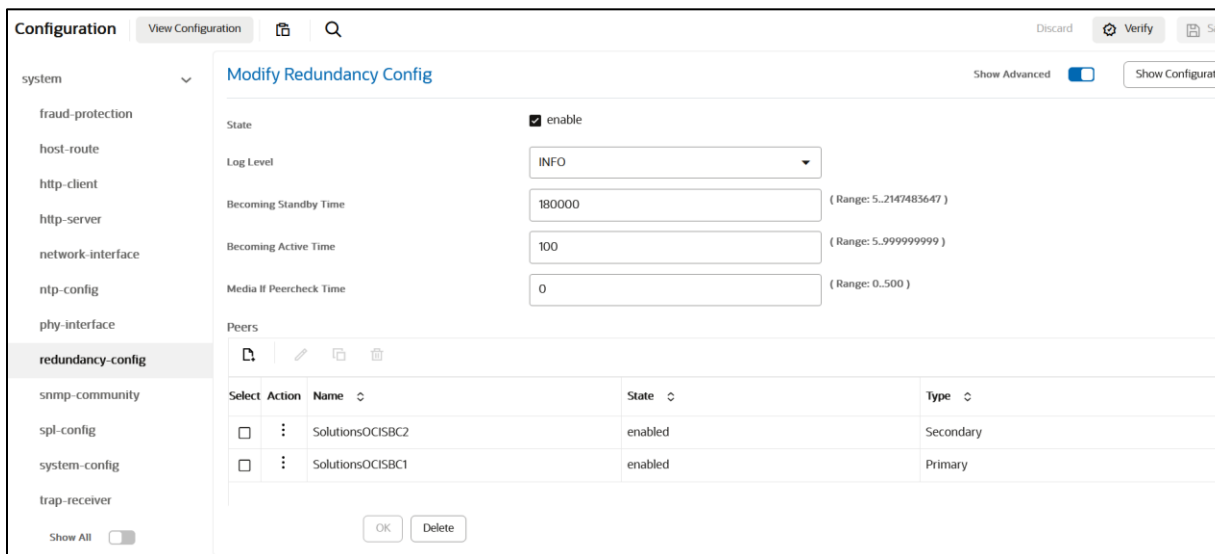 Configuration View Configuration Discard Verify Sa
system Modify Redundancy Config Show Advanced Show Configurat
fraud-protection State enable
host-route Log Level INFO
http-client
http-server Becoming Standby Time 180000 ( Range: 5..2147483647 )
network-interface Becoming Active Time 100 ( Range: 5..999999999 )
ntp-config Media If Peercheck Time 0 ( Range: 0..500 )
phy-interface Peers
redundancy-config
snmp-community Select Action Name State Type
spl-config SolutionsOCISBC2 enabled Secondary
system-config SolutionsOCISBC1 enabled Primary
trap-receiver
Show All OK Delete